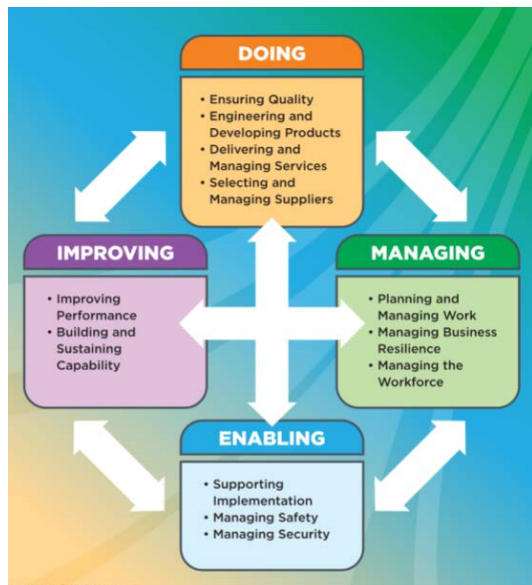 DOING
• Ensuring Quality
• Engineering and
Developing Products
• Delivering and
Managing Services
• Selecting and
Managing Suppliers
IMPROVING
• Improving
Performance
• Building and
Sustaining
Capability
MANAGING
• Planning and
Managing Work
• Managing Business
Resilience
• Managing the
Workforce
ENABLING
• Supporting
Implementation
• Managing Safety
• Managing Security